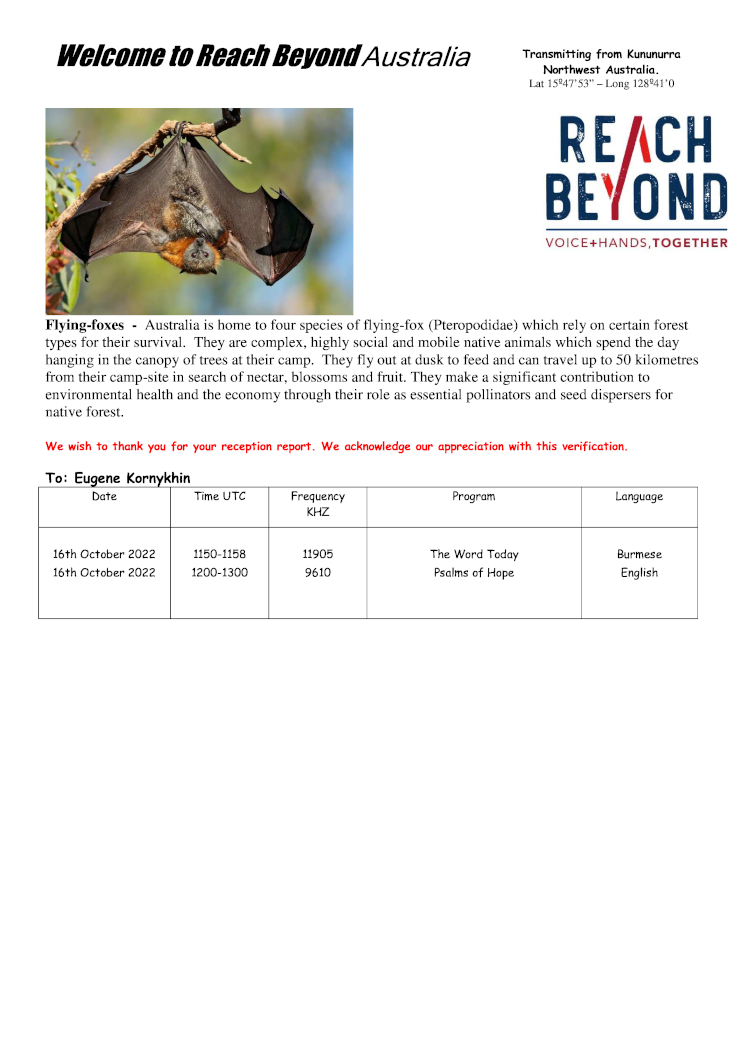 Welcome to Reach Beyond Australia
Transmitting from Kununurra
Northwest Australia.
Lat 15º47'53" – Long 128º41'0
REACH
BEYOND
VOICE+HANDS,TOGETHER
Flying-foxes - Australia is home to four species of flying-fox (Pteropodidae) which rely on certain forest
types for their survival. They are complex, highly social and mobile native animals which spend the day
hanging in the canopy of trees at their camp. They fly out at dusk to feed and can travel up to 50 kilometres
from their camp-site in search of nectar, blossoms and fruit. They make a significant contribution to
environmental health and the economy through their role as essential pollinators and seed dispersers for
native forest.
We wish to thank you for your reception report. We acknowledge our appreciation with this verification.
To: Eugene Kornykhin
Date Time UTC Frequency Program Language
KHZ
16th October 2022 1150-1158 11905 The Word Today Burmese
16th October 2022 1200-1300 9610 Psalms of Hope English